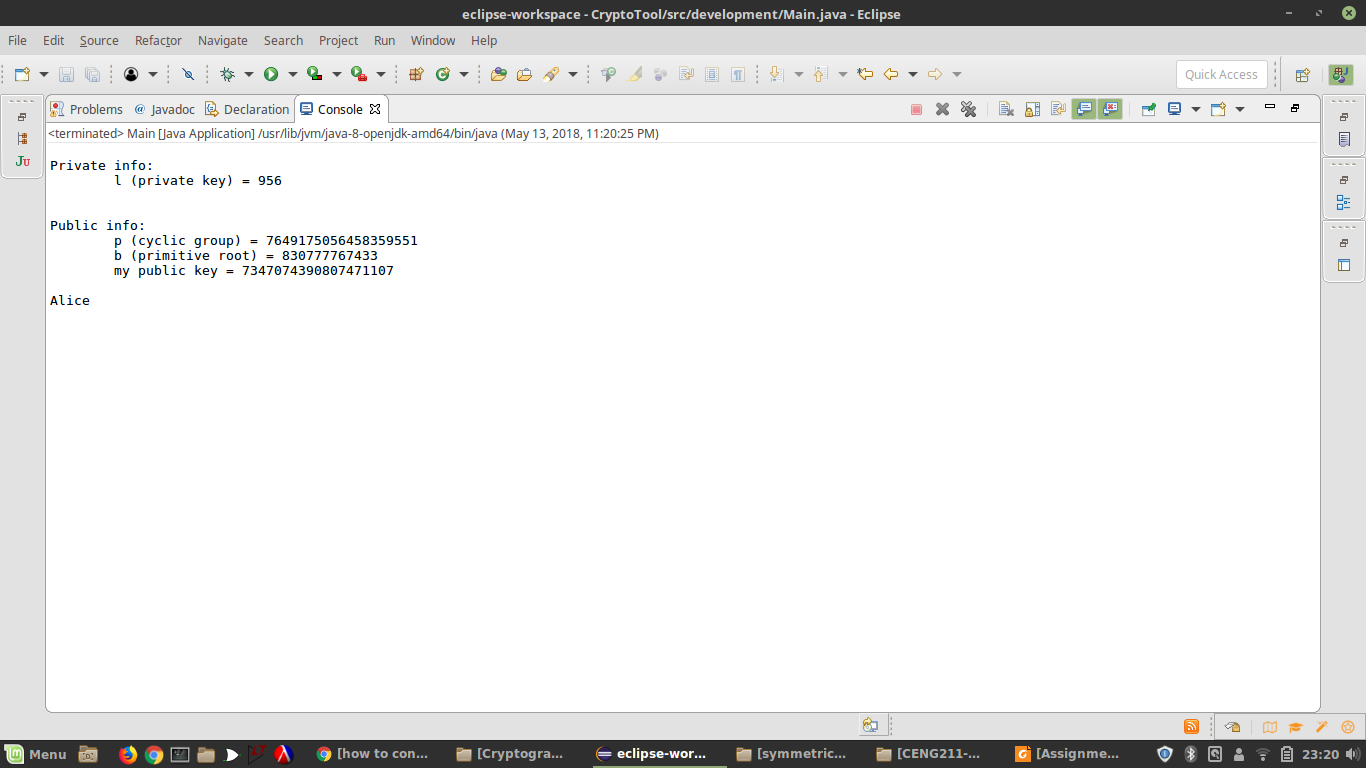 eclipse-workspace - CryptoTool/src/development/Main.java - Eclipse
File Edit Source Refactor Navigate Search Project Run Window Help
Quick Access
Problems @ Javadoc Declaration Console
<terminated> Main [Java Application] /usr/lib/jvm/java-8-openjdk-amd64/bin/java (May 13, 2018, 11:20:25 PM)
Private info:
l (private key) = 956
Public info:
p (cyclic group) = 7649175056458359551
b (primitive root) = 830777767433
my public key = 7347074390807471107
Alice
Menu [how to con... [Cryptogra... eclipse-wor... [symmetric... [CENG211-... [Assignme... 23:20